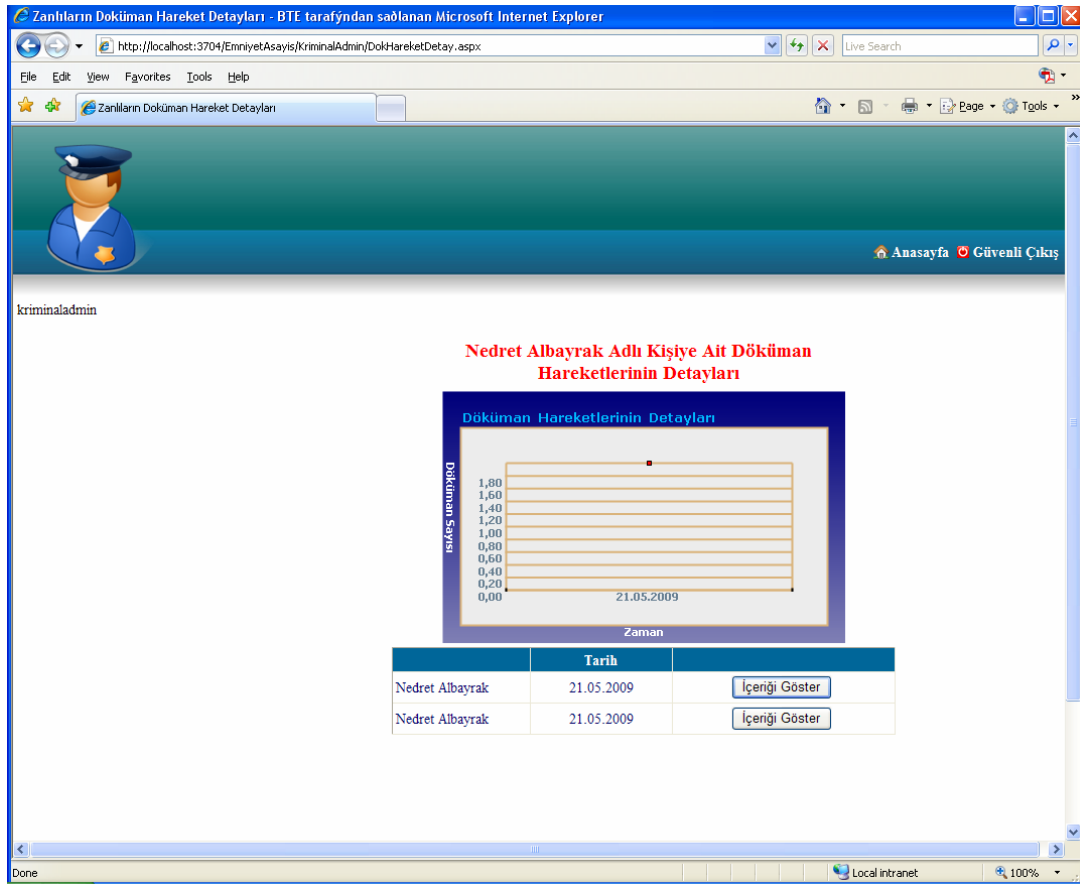 Zanlıların Doküman Hareket Detayları - BTE tarafýndan saðlanan Microsoft Internet Explorer
http://localhost:3704/EmniyetAsayis/KriminalAdmin/DokHareketDetay.aspx
Live Search
File Edit View Favorites Tools Help
Zanlıların Doküman Hareket Detayları
Page Tools
Anasayfa Güvenli Çıkış
kriminaladmin
Nedret Albayrak Adlı Kişiye Ait Döküman
Hareketlerinin Detayları
Döküman Hareketlerinin Detayları
Döküman Sayısı
1,80
1,60
1,40
1,20
1,00
0,80
0,60
0,40
0,20
0,00
21.05.2009
Zaman
Tarih
Nedret Albayrak 21.05.2009 İçeriği Göster
Nedret Albayrak 21.05.2009 İçeriği Göster
Done Local intranet 100%